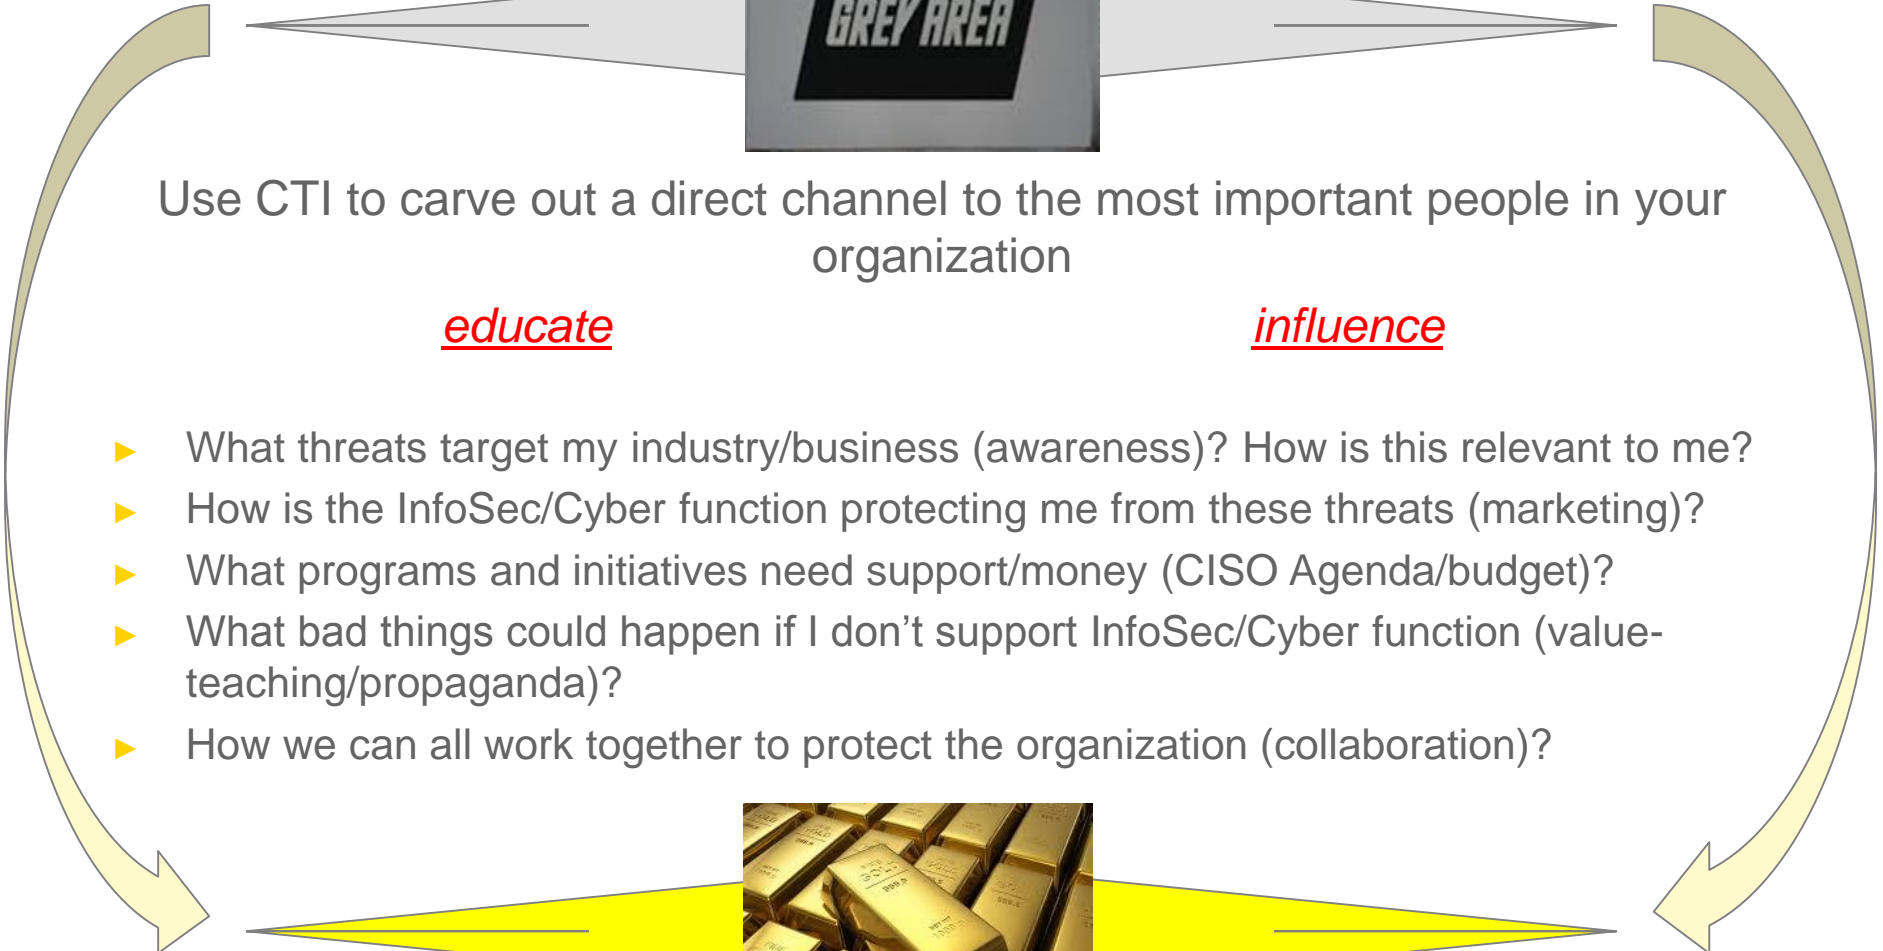 GREY AREA
Use CTI to carve out a direct channel to the most important people in your
organization
educate influence
► What threats target my industry/business (awareness)? How is this relevant to me?
► How is the InfoSec/Cyber function protecting me from these threats (marketing)?
► What programs and initiatives need support/money (CISO Agenda/budget)?
► What bad things could happen if I don’t support InfoSec/Cyber function (value-
teaching/propaganda)?
► How we can all work together to protect the organization (collaboration)?
GOLD
999.9